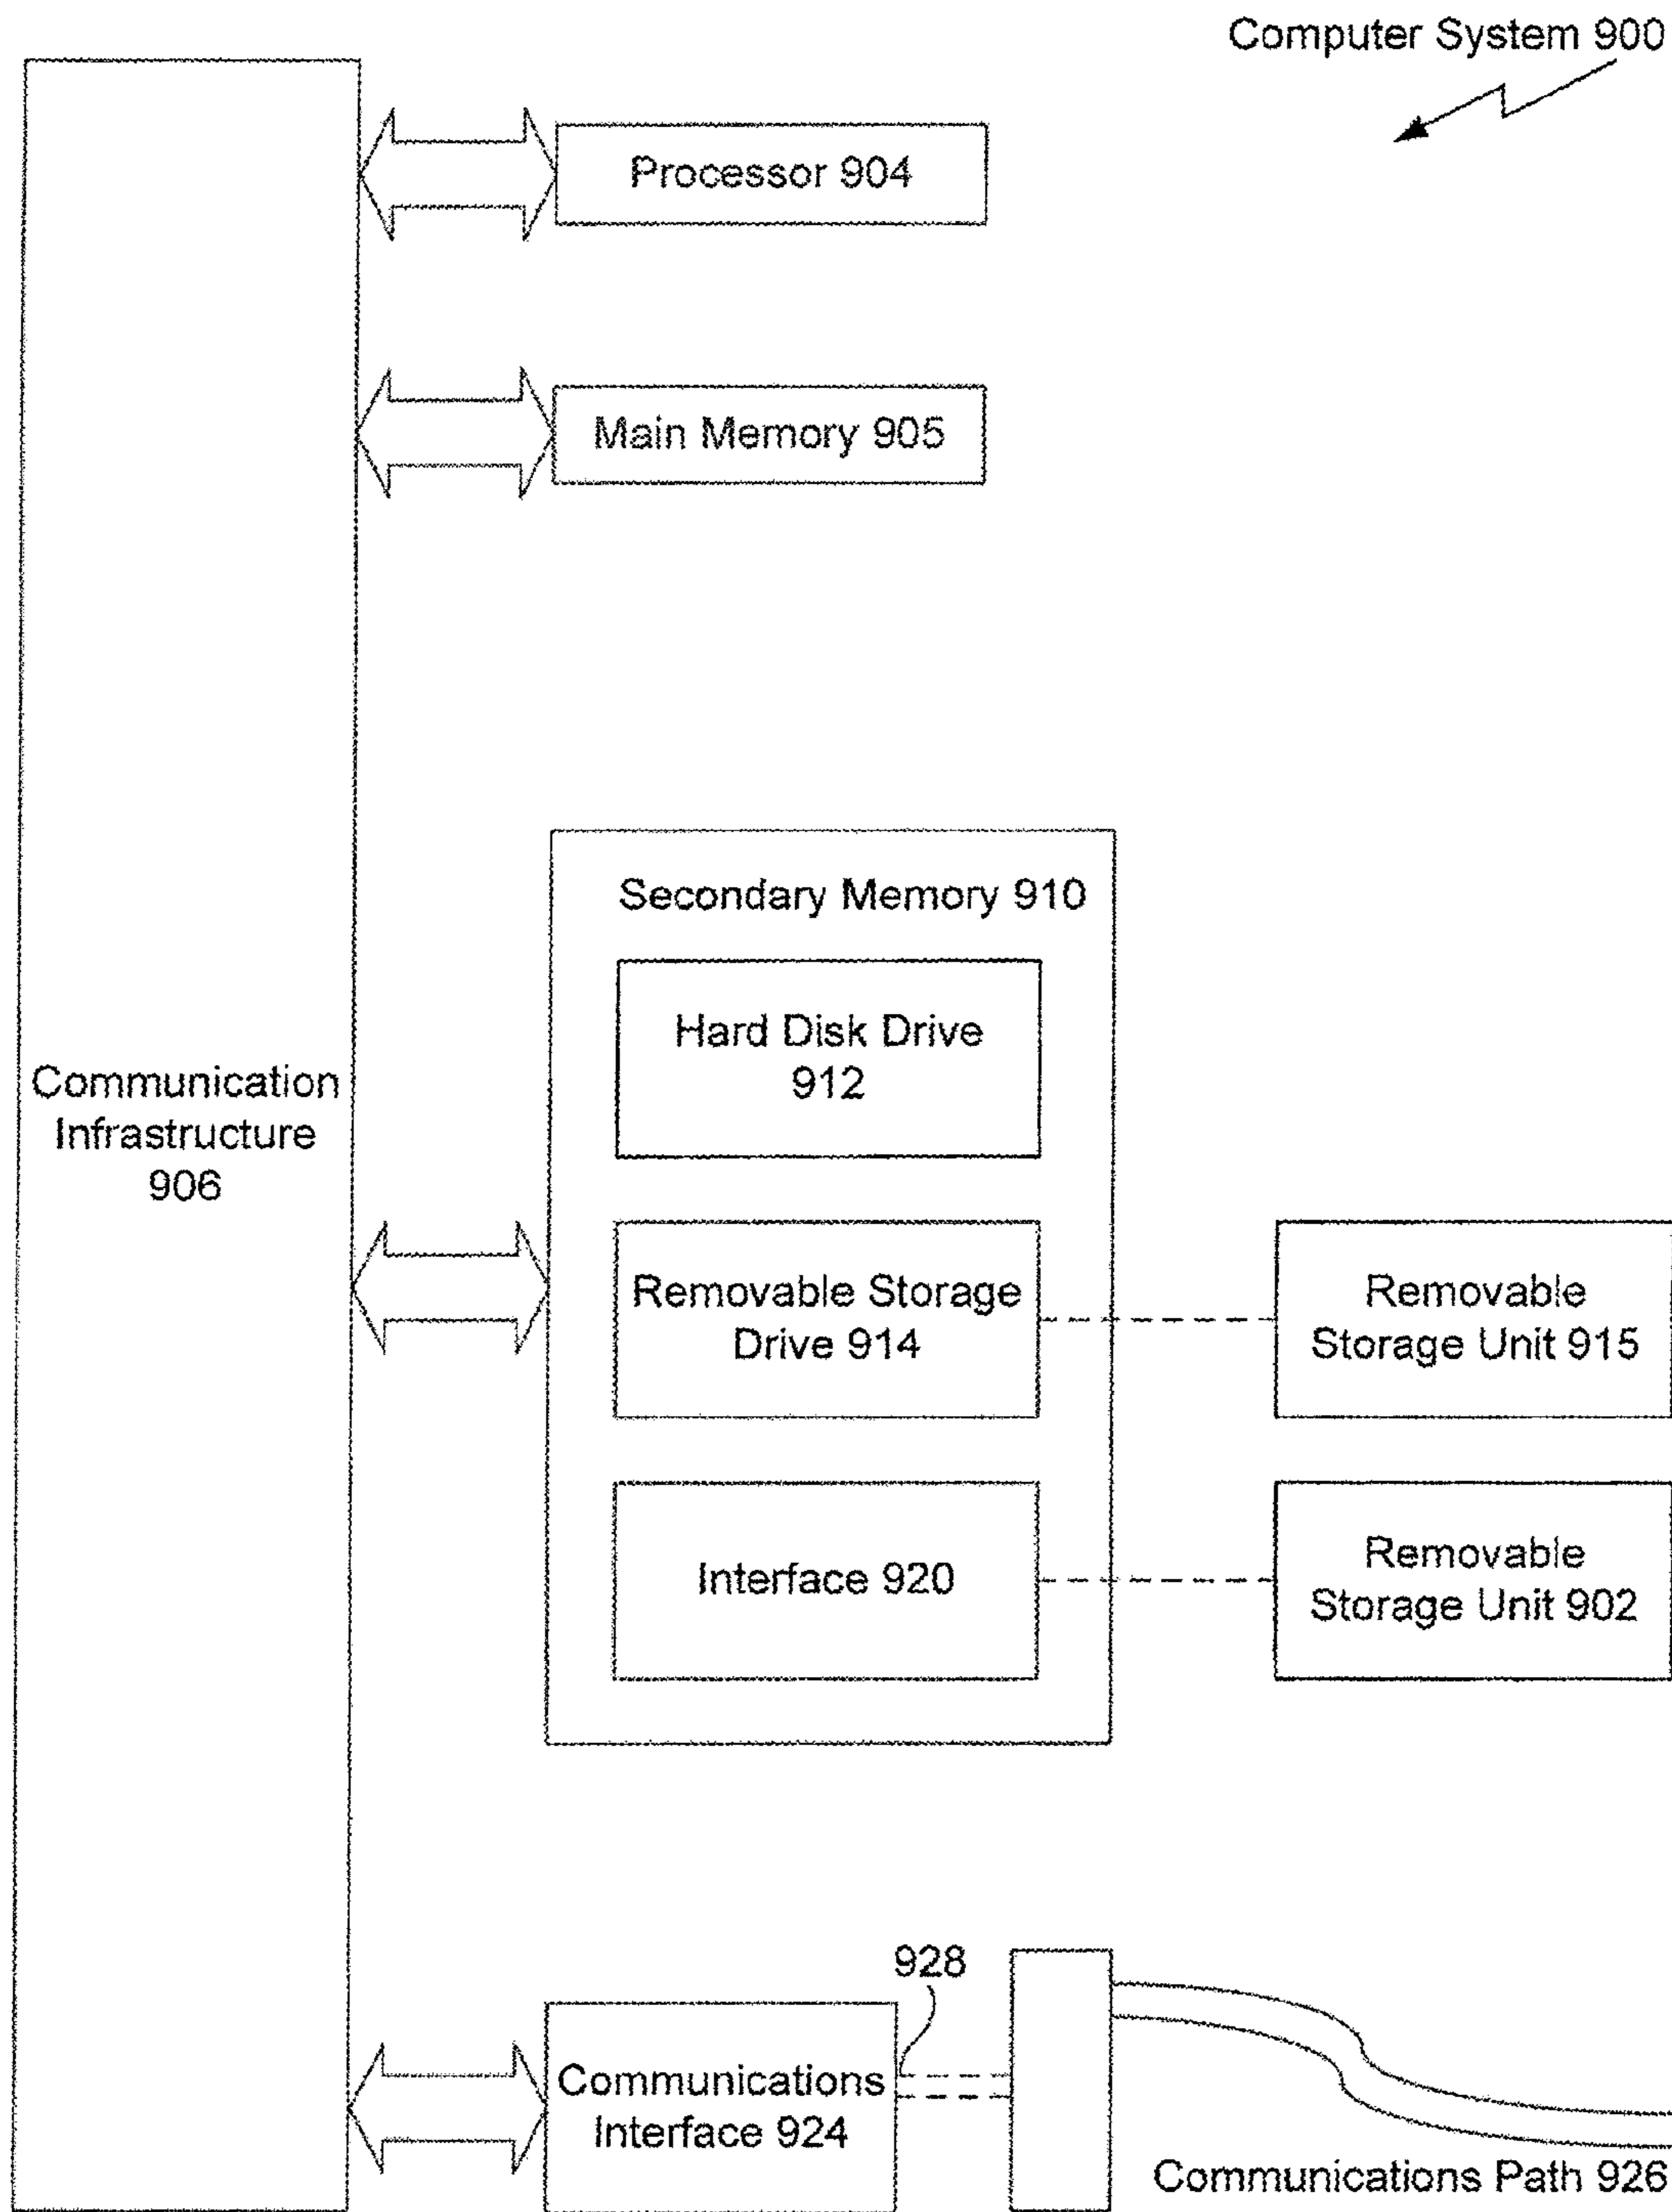 Computer System 900
Processor 904
Main Memory 905
Secondary Memory 910
Hard Disk Drive
912
Communication
Infrastructure
906
Removable Storage
Drive 914
Removable
Storage Unit 915
Interface 920
Removable
Storage Unit 902
928
Communications
Interface 924
Communications Path 926